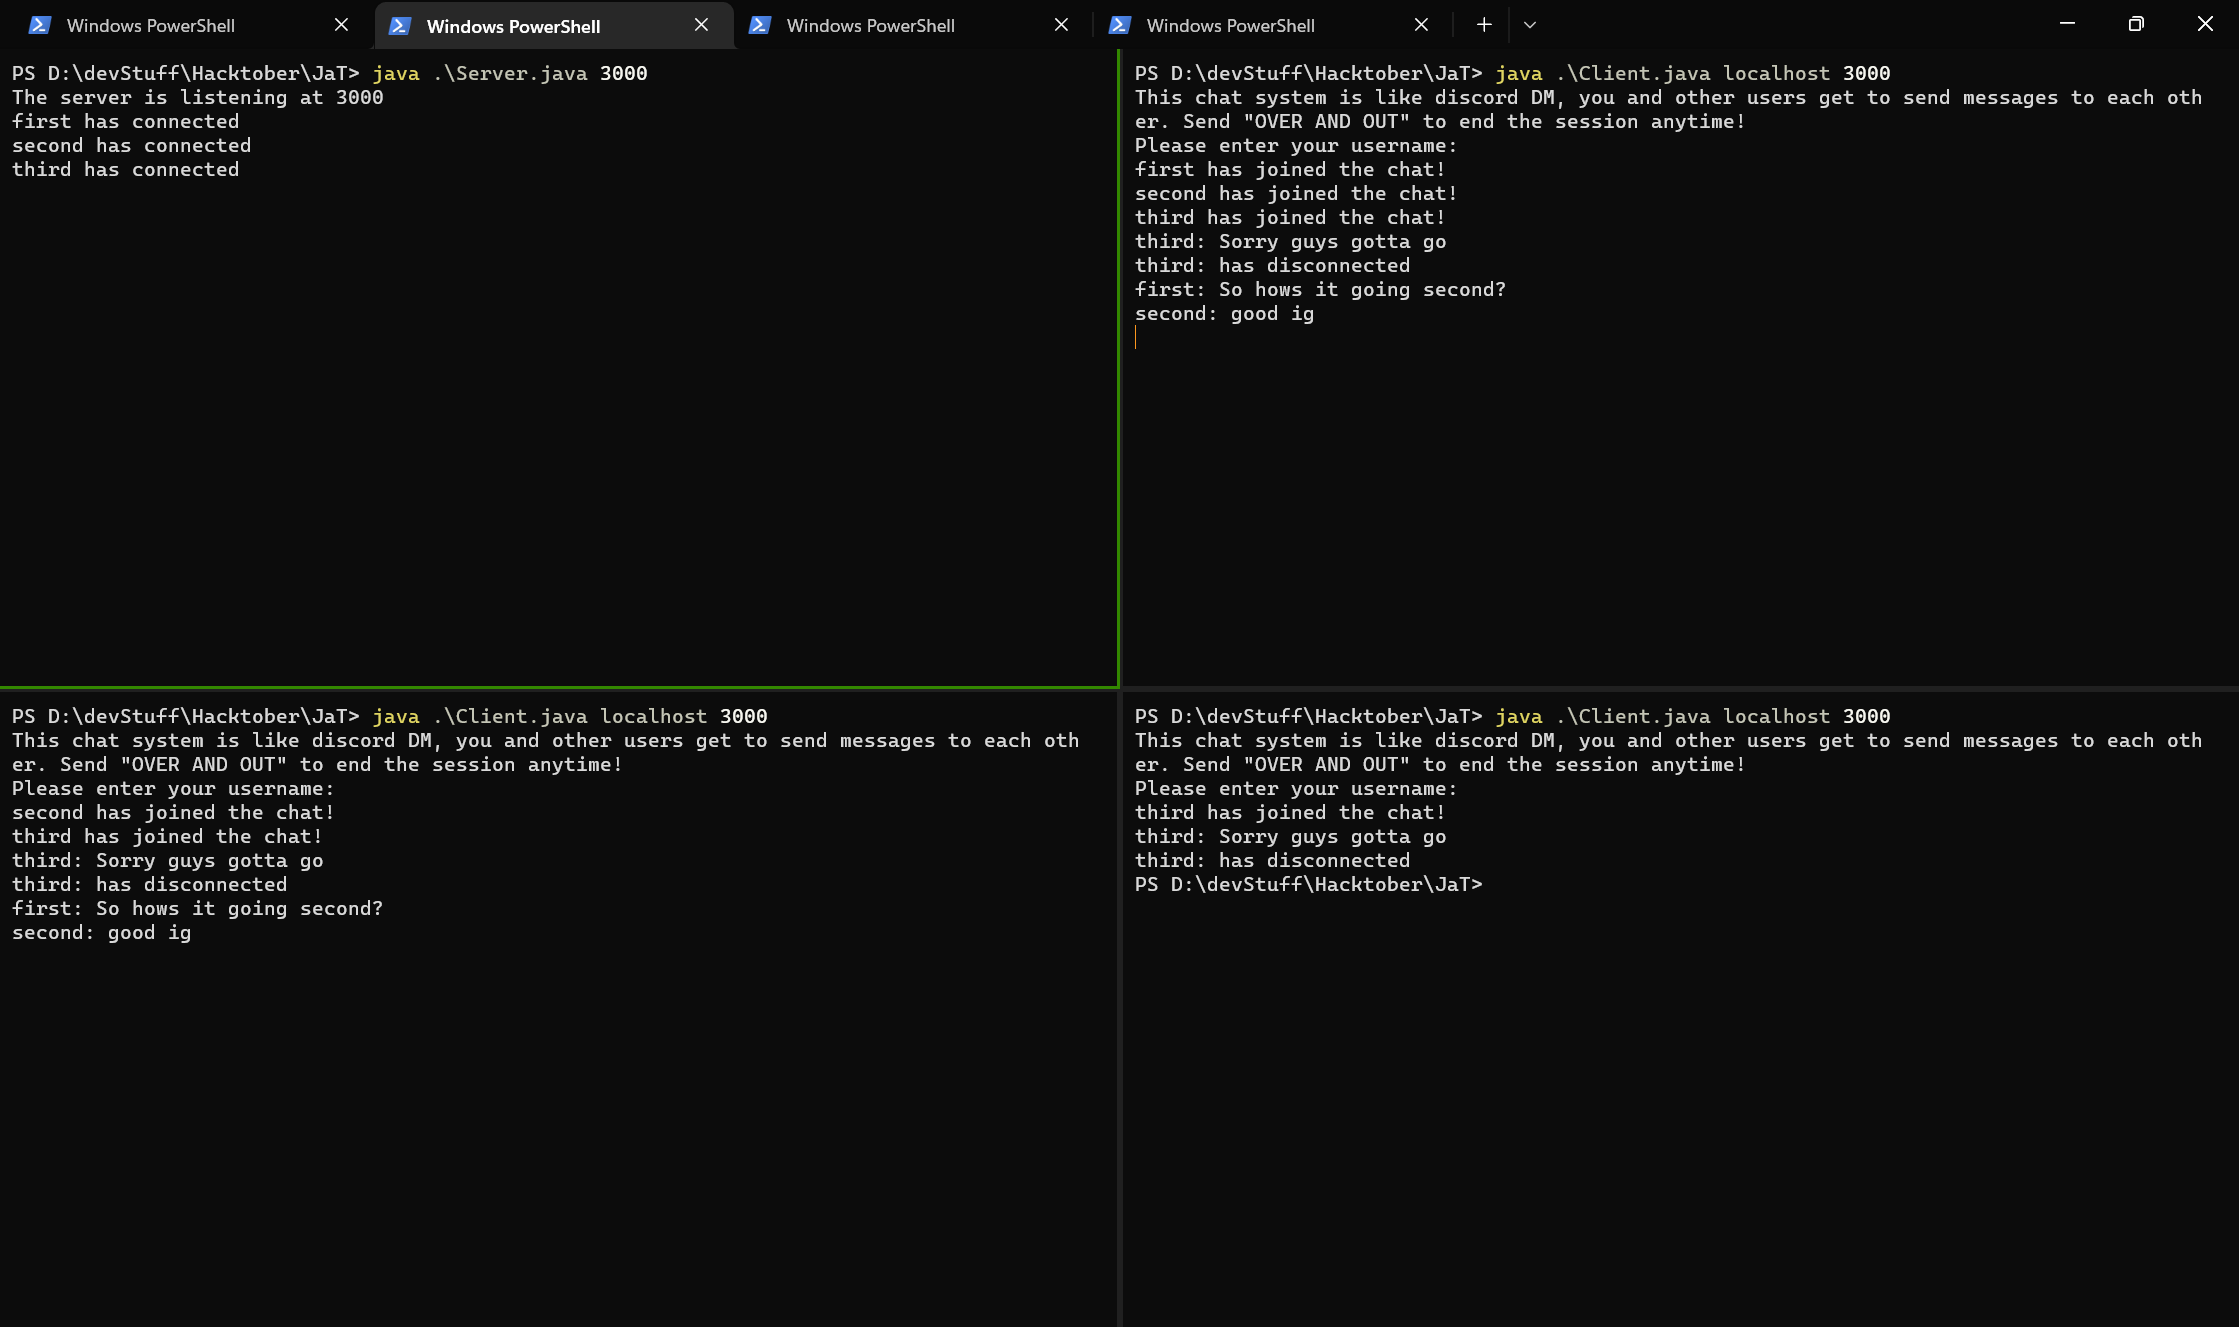 Windows PowerShell
Windows PowerShell
Windows PowerShell
Windows PowerShell
PS D:\devStuff\Hacktober\JaT> java .\Server.java 3000
The server is listening at 3000
first has connected
second has connected
third has connected
PS D:\devStuff\Hacktober\JaT> java .\Client.java localhost 3000
This chat system is like discord DM, you and other users get to send messages to each oth
er. Send "OVER AND OUT" to end the session anytime!
Please enter your username:
first has joined the chat!
second has joined the chat!
third has joined the chat!
third: Sorry guys gotta go
third: has disconnected
first: So hows it going second?
second: good ig
PS D:\devStuff\Hacktober\JaT> java .\Client.java localhost 3000
This chat system is like discord DM, you and other users get to send messages to each oth
er. Send "OVER AND OUT" to end the session anytime!
Please enter your username:
second has joined the chat!
third has joined the chat!
third: Sorry guys gotta go
third: has disconnected
first: So hows it going second?
second: good ig
PS D:\devStuff\Hacktober\JaT> java .\Client.java localhost 3000
This chat system is like discord DM, you and other users get to send messages to each oth
er. Send "OVER AND OUT" to end the session anytime!
Please enter your username:
third has joined the chat!
third: Sorry guys gotta go
third: has disconnected
PS D:\devStuff\Hacktober\JaT>